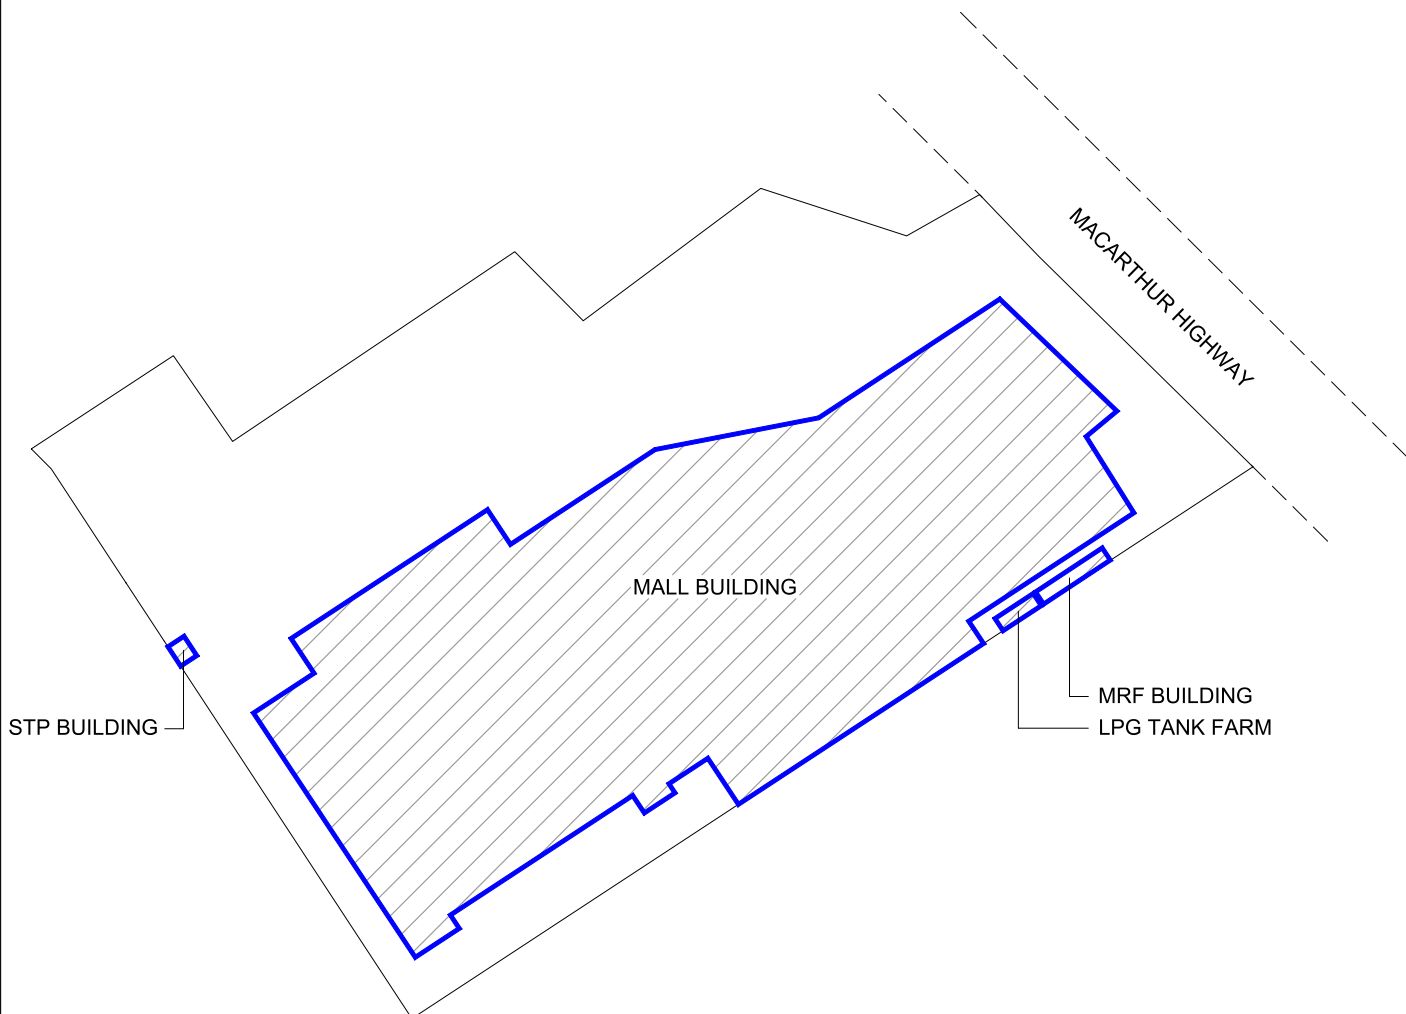 MACARTHUR HIGHWAY
MALL BUILDING
MRF BUILDING
STP BUILDING
LPG TANK FARM